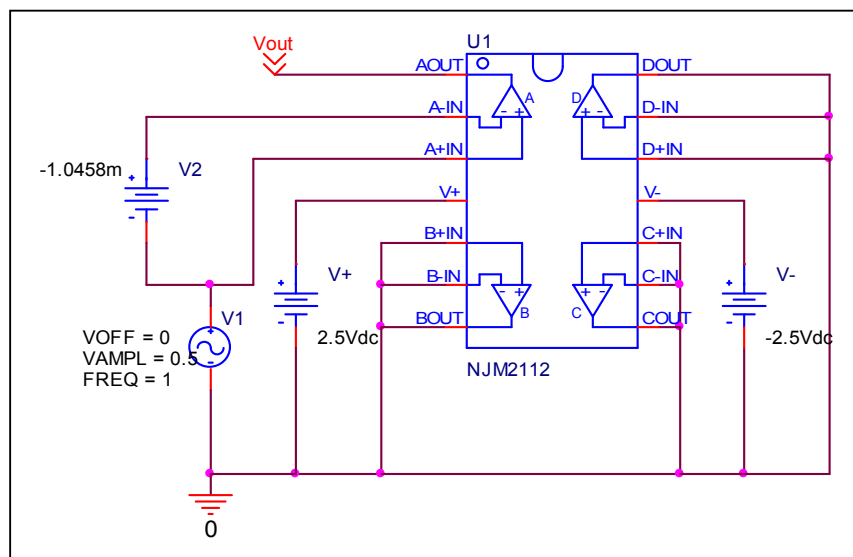 Vout
U1
AOUT
DOUT
A
D
A-IN
D-IN
A+IN
D+IN
-1.0458m
V2
V+
V-
B+IN
C+IN
B-IN
C-IN
BOUT
COUT
B
C
V+
2.5Vdc
V-
-2.5Vdc
V1
VOFF = 0
VAMPL = 0.5
FREQ = 1
NJM2112
0